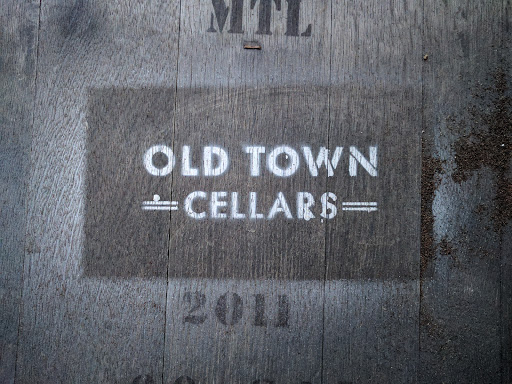 MTL
OLD TOWN
CELLARS
2011